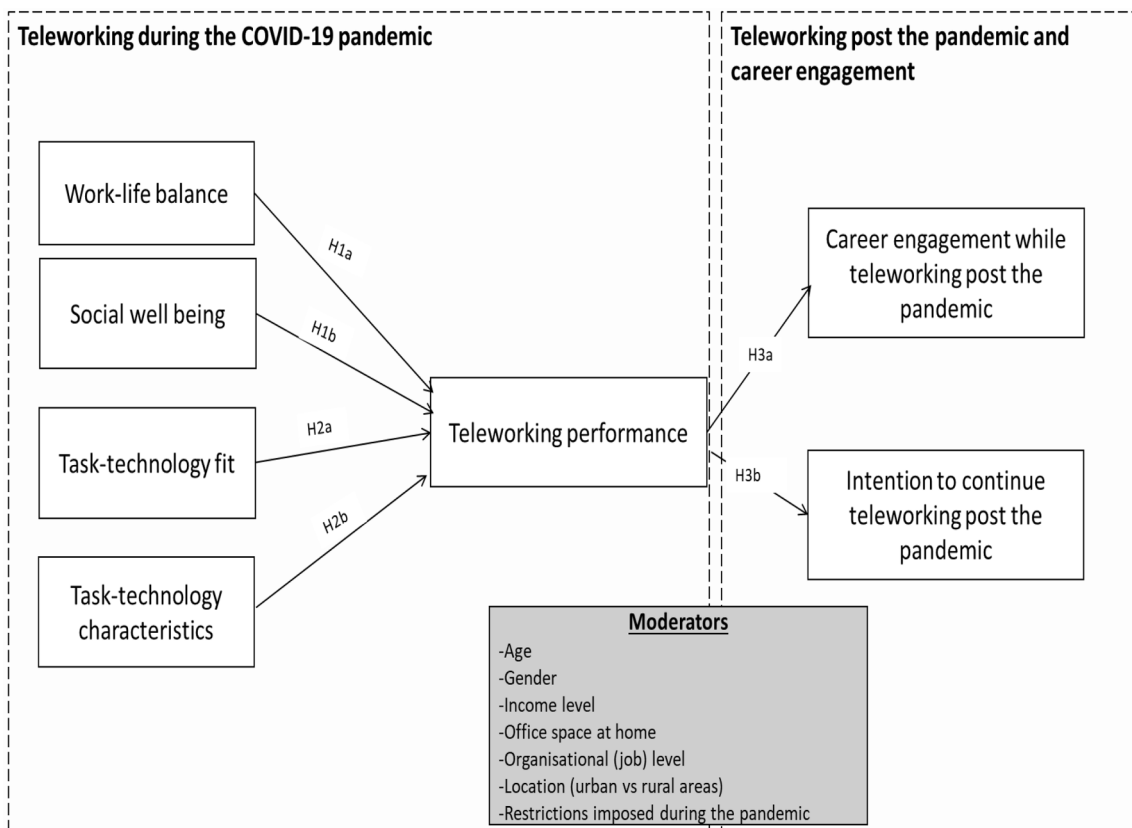 Teleworking during the COVID-19 pandemic
Teleworking post the pandemic and
career engagement
Work-life balance
H1a
Career engagement while
teleworking post the
pandemic
Social well being
H1b
H3a
Teleworking performance
Task-technology fit
H2a
H3b
Intention to continue
teleworking post the
pandemic
H2b
Task-technology
characteristics
Moderators
-Age
-Gender
-Income level
-Office space at home
-Organisational (job) level
-Location (urban vs rural areas)
-Restrictions imposed during the pandemic